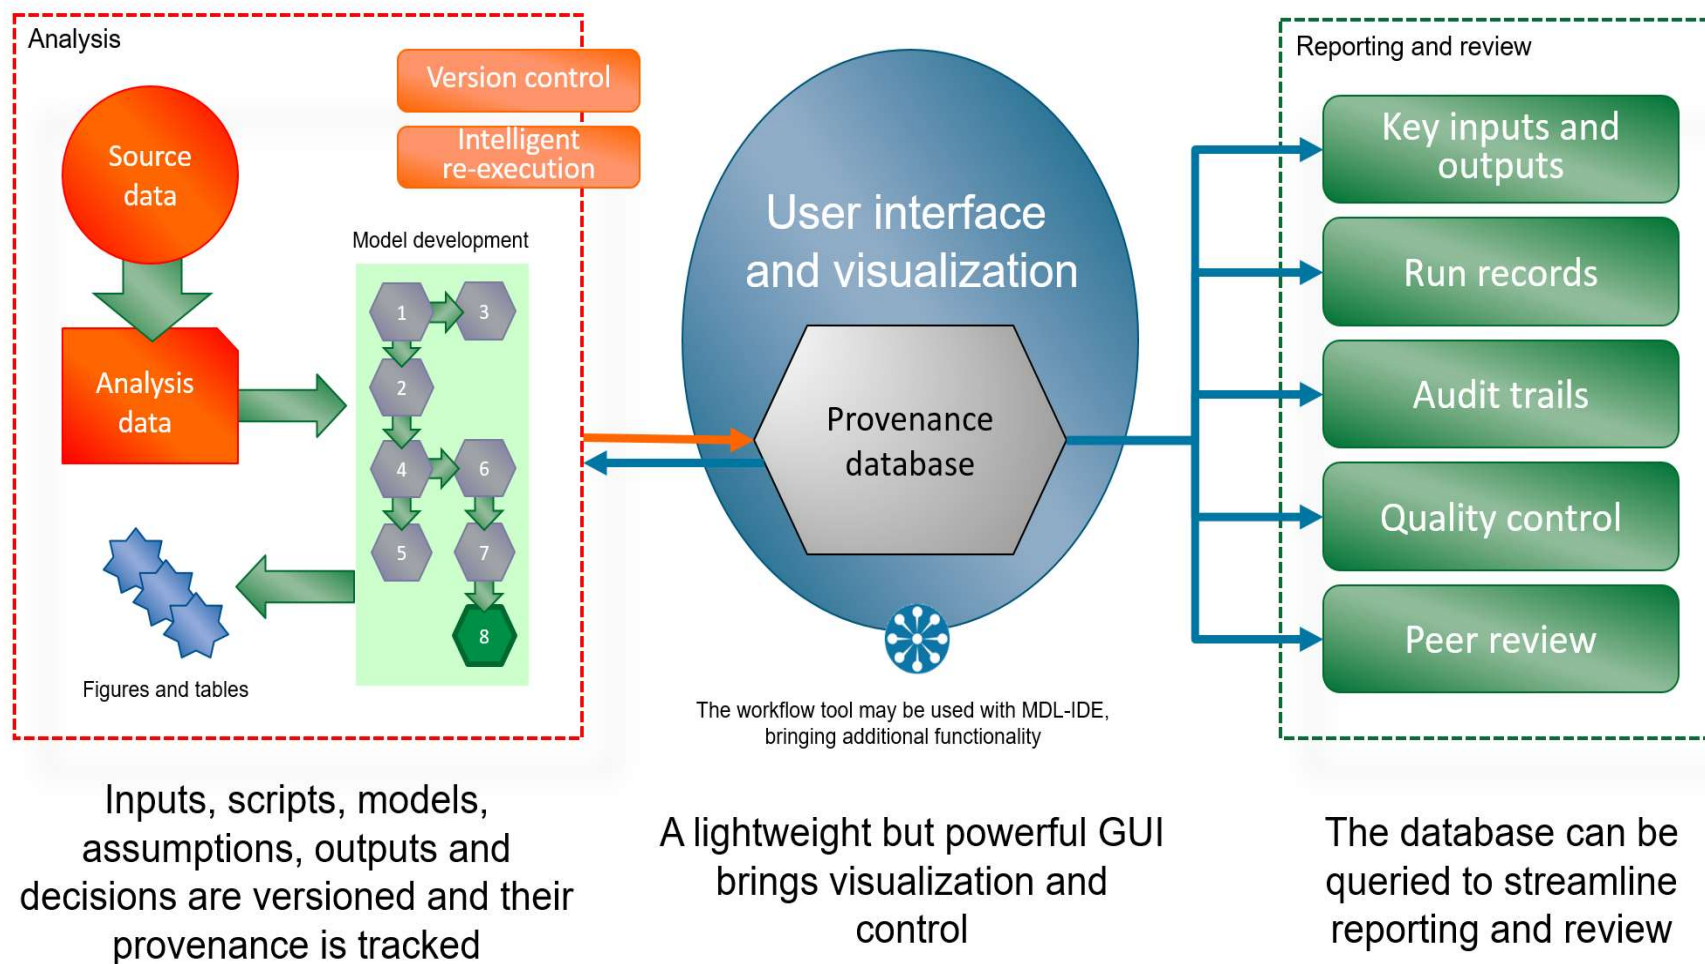 Analysis
Version control
Intelligent
re-execution
Source
data
Model development
1
3
2
Analysis
data
4
6
5
7
8
Figures and tables
Inputs, scripts, models,
assumptions, outputs and
decisions are versioned and their
provenance is tracked
User interface
and visualization
Provenance
database
The workflow tool may be used with MDL-IDE,
bringing additional functionality
A lightweight but powerful GUI
brings visualization and
control
Reporting and review
Key inputs and
outputs
Run records
Audit trails
Quality control
Peer review
The database can be
queried to streamline
reporting and review